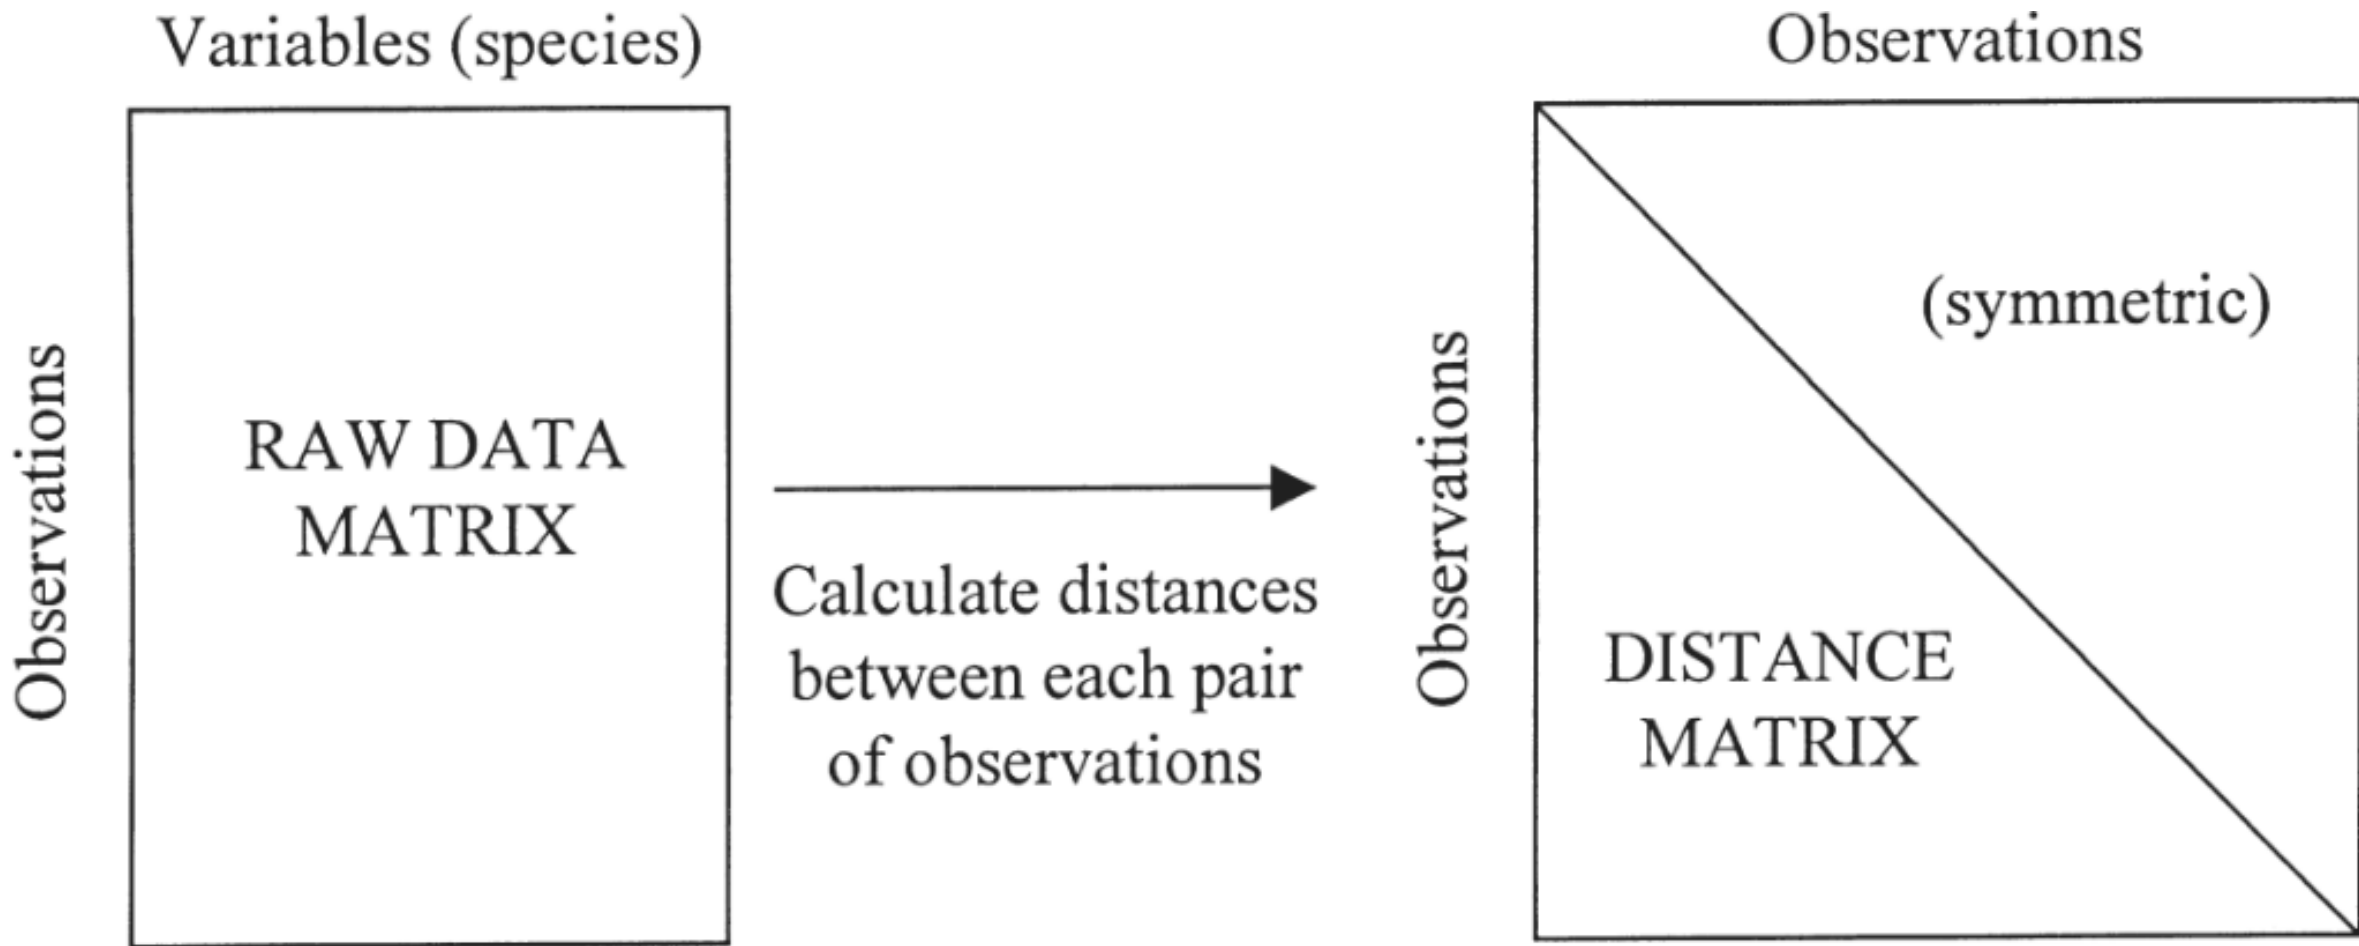 Variables (species)
Observations
RAW DATA
MATRIX
Calculate distances
between each pair
of observations
Observations
Observations
(symmetric)
DISTANCE
MATRIX